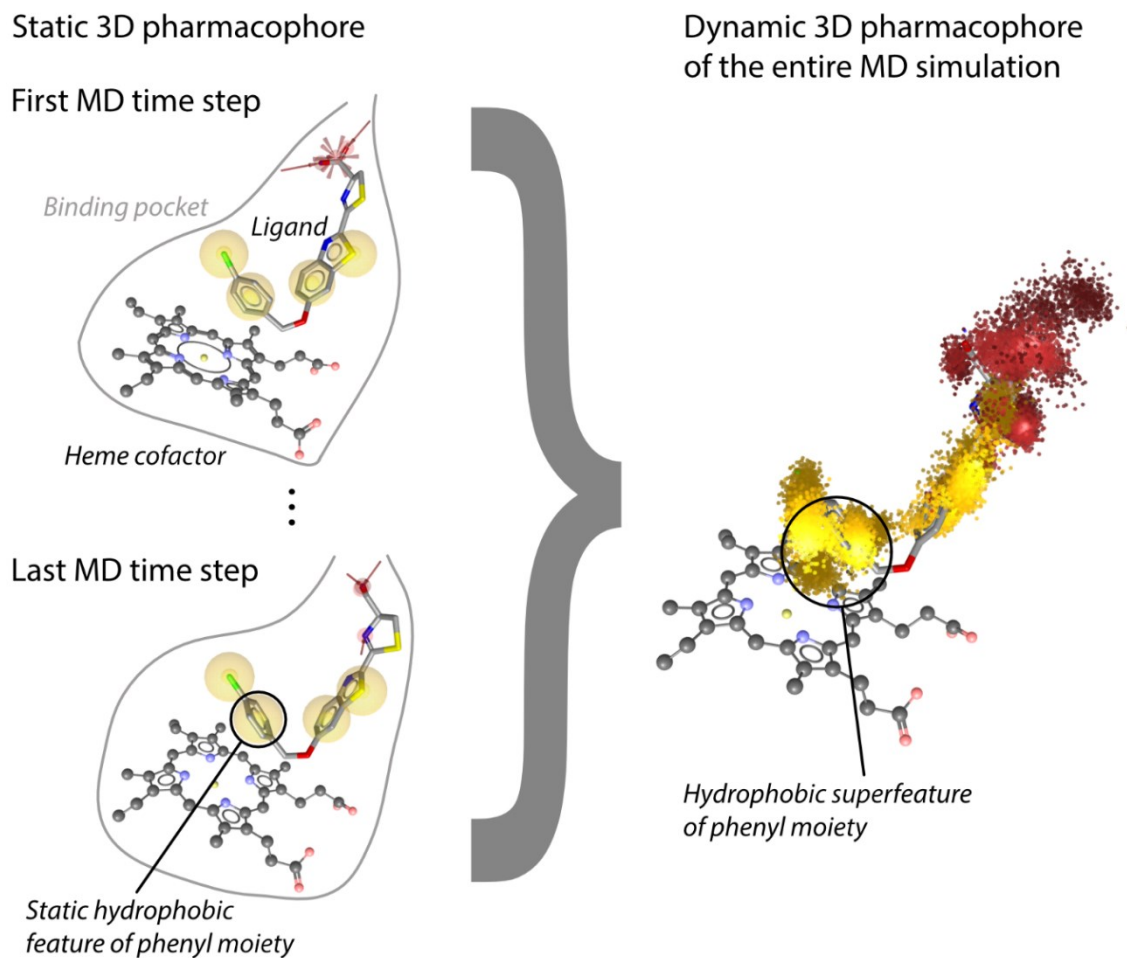 Static 3D pharmacophore
First MD time step
Binding pocket
Ligand
Heme cofactor
⋮
Last MD time step
Static hydrophobic
feature of phenyl moiety
Dynamic 3D pharmacophore
of the entire MD simulation
Hydrophobic superfeature
of phenyl moiety